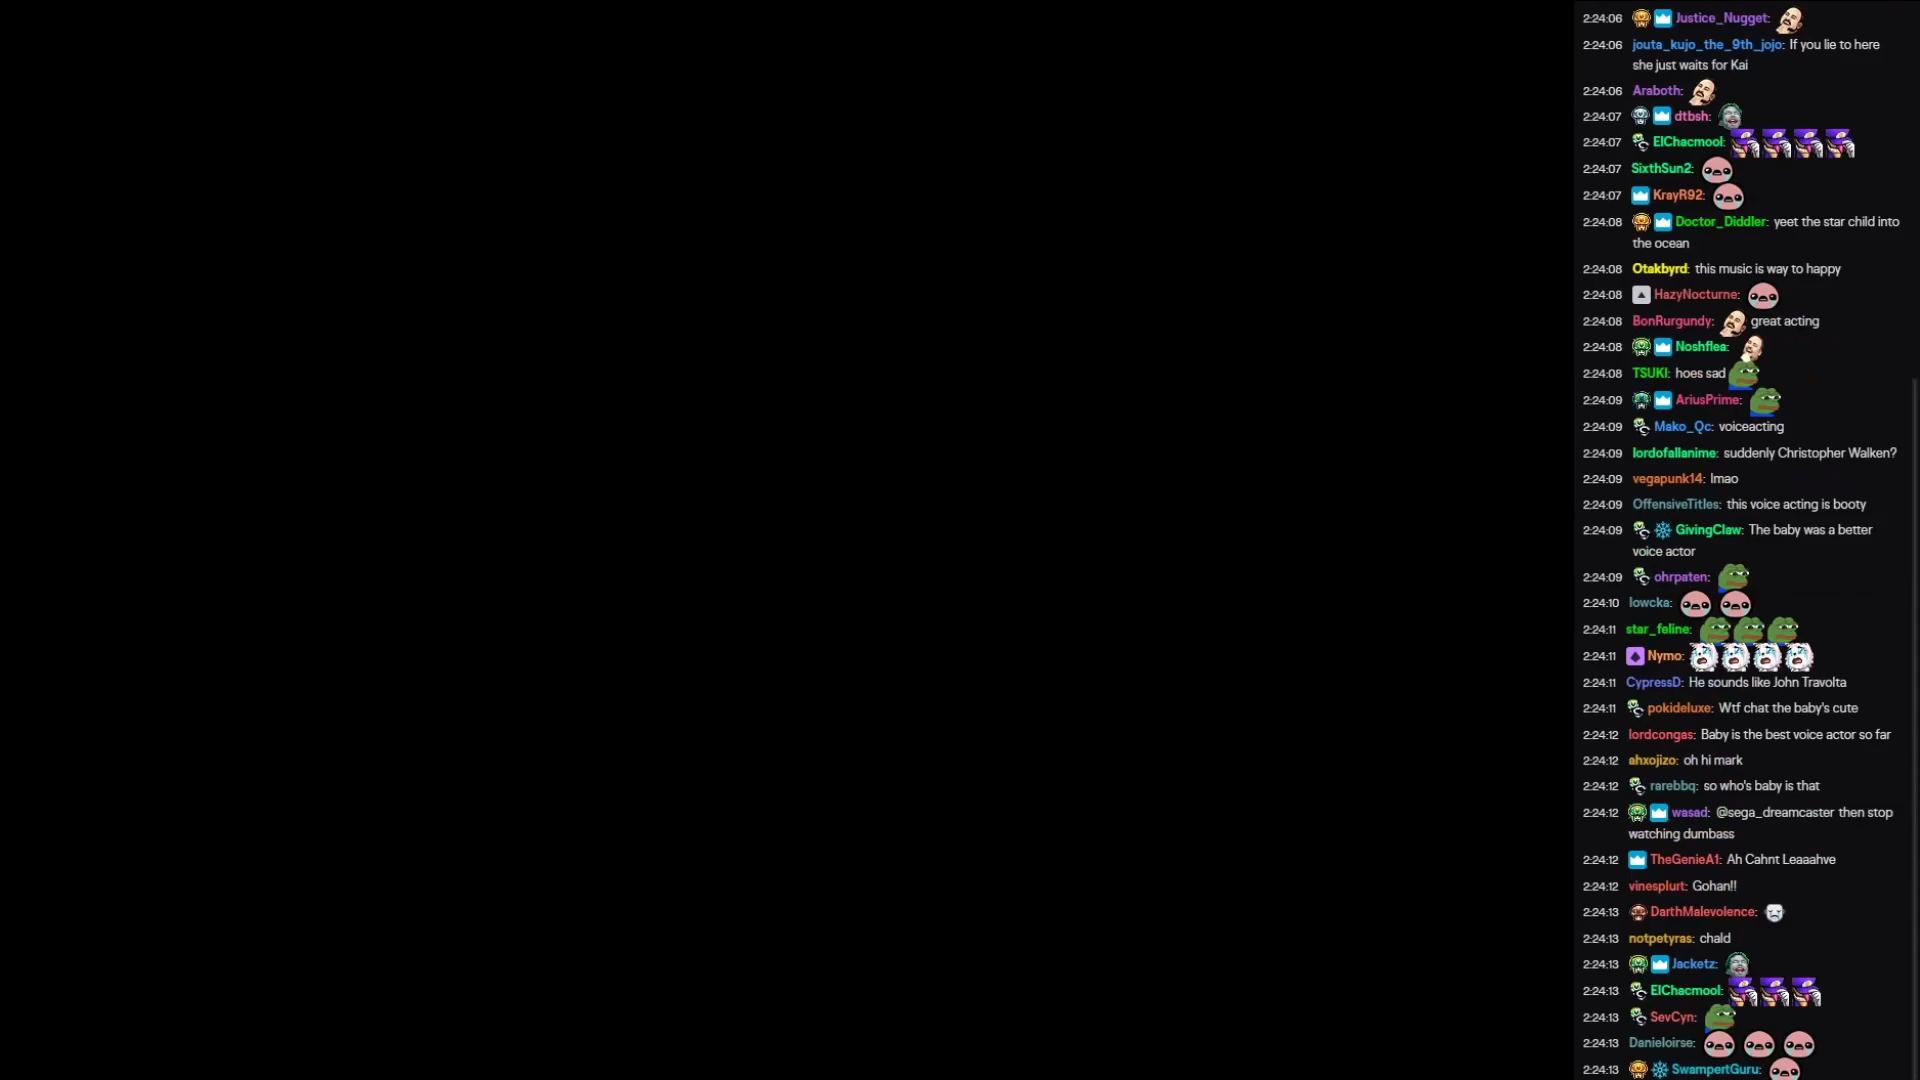 2:24:06 Justice_Nugget:
2:24:06 jouta_kujo_the_9th_jojo: If you lie to here
she just waits for Kai
2:24:06 Araboth:
2:24:07 dtbsh:
2:24:07 ElChacmool:
2:24:07 SixthSun2:
2:24:07 KrayR92:
2:24:08 Doctor_Diddler: yeet the star child into
the ocean
2:24:08 Otakbyrd: this music is way to happy
2:24:08 HazyNocturne:
2:24:08 BonRurgundy: great acting
2:24:08 Noshflea:
2:24:08 TSUKI: hoes sad
2:24:09 AriusPrime:
2:24:09 Mako_Qc: voiceacting
2:24:09 lordofallanime: suddenly Christopher Walken?
2:24:09 vegapunk14: lmao
2:24:09 OffensiveTitles: this voice acting is booty
2:24:09 GivingClaw: The baby was a better
voice actor
2:24:09 ohrpaten:
2:24:10 lowcka:
2:24:11 star_feline:
2:24:11 Nymo:
2:24:11 CypressD: He sounds like John Travolta
2:24:11 pokideluxe: Wtf chat the baby's cute
2:24:12 lordcongas: Baby is the best voice actor so far
2:24:12 ahxojizo: oh hi mark
2:24:12 rarebbq: so who's baby is that
2:24:12 wasad: @sega_dreamcaster then stop
watching dumbass
2:24:12 TheGenieA1: Ah Cahnt Leaaahve
2:24:12 vinesplurt: Gohan!!
2:24:13 DarthMalevolence:
2:24:13 notpetyras: chald
2:24:13 Jacketz:
2:24:13 ElChacmool:
2:24:13 SevCyn:
2:24:13 Danieloirse:
2:24:13 SwampertGuru: